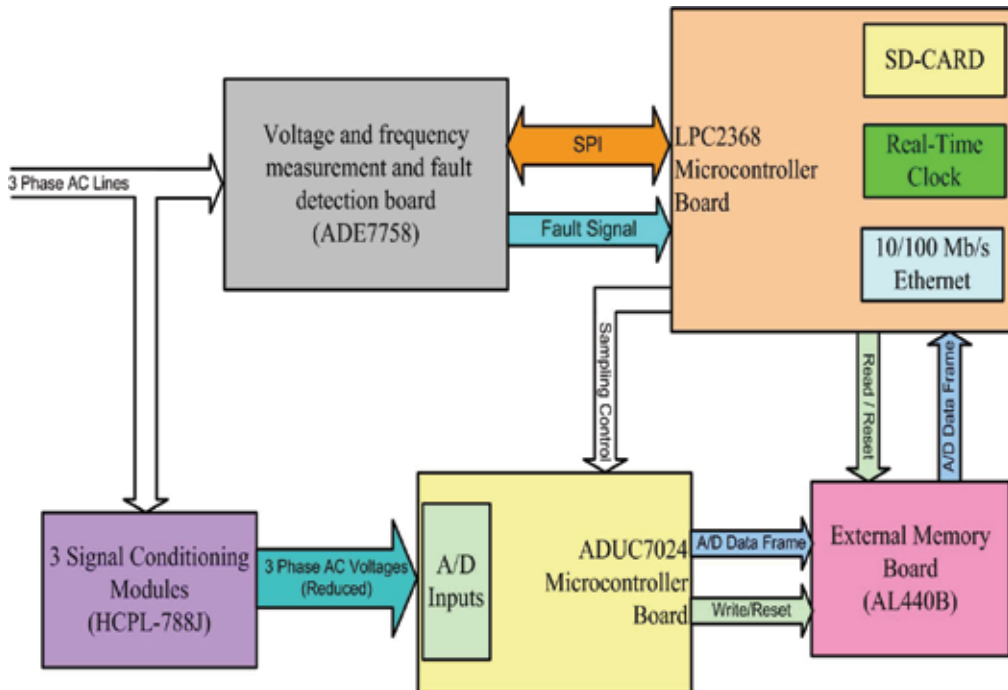 3 Phase AC Lines
Voltage and frequency
measurement and fault
detection board
(ADE7758)
SPI
Fault Signal
LPC2368
Microcontroller
Board
SD-CARD
Real-Time
Clock
10/100 Mb/s
Ethernet
Sampling Control
Read / Reset
A/D Data Frame
3 Signal Conditioning
Modules
(HCPL-788J)
3 Phase AC Voltages
(Reduced)
A/D
Inputs
ADUC7024
Microcontroller
Board
A/D Data Frame
Write/Reset
External Memory
Board
(AL440B)